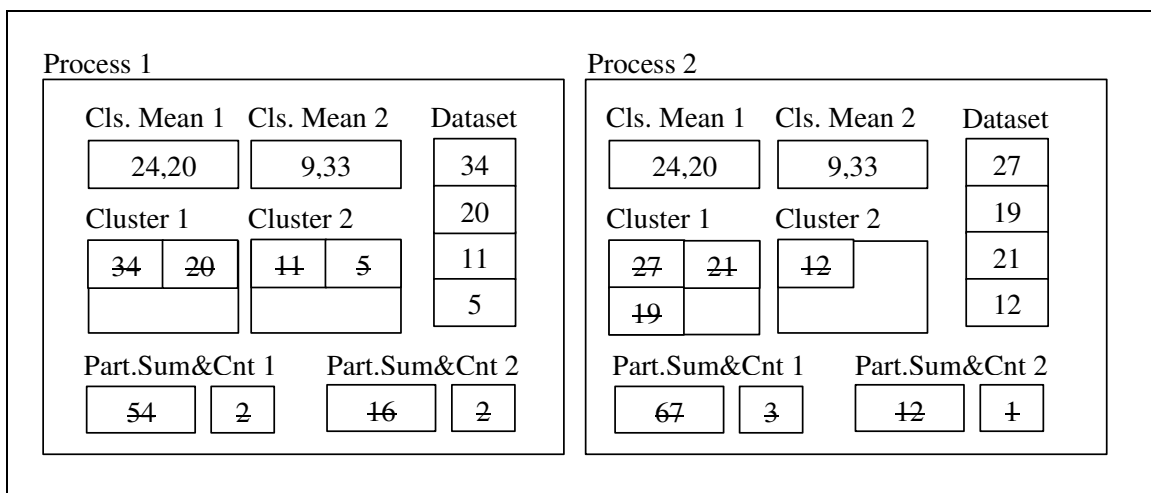 Process 1
Process 2
Cls. Mean 1 Cls. Mean 2 Dataset
24,20 9,33 34
20
11
5
Cluster 1 Cluster 2
34 20 11 5
Part.Sum&Cnt 1 Part.Sum&Cnt 2
54 2 16 2
Cls. Mean 1 Cls. Mean 2 Dataset
24,20 9,33 27
19
21
12
Cluster 1 Cluster 2
27 21 12
19
Part.Sum&Cnt 1 Part.Sum&Cnt 2
67 3 12 1